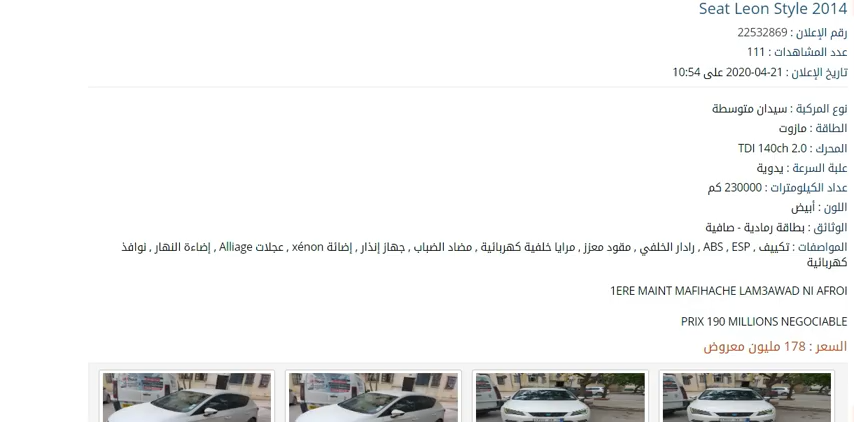 Seat Leon Style 2014
رقم الإعلان : 22532869
عدد المشاهدات : 111
تاريخ الإعلان : 21-04-2020 على 10:54
نوع المركبة : سيدان متوسطة
الطاقة : مازوت
المحرك : 2.0 TDI 140ch
علبة السرعة : يدوية
عداد الكيلومترات : 230000 كم
اللون : أبيض
الوثائق : بطاقة رمادية - صافية
المواصفات : تكييف , ABS , ESP , رادار الخلفي , مقود معزز , مرايا خلفية كهربائية , مضاد الضباب , جهاز إنذار , إضائة xénon , عجلات Alliage , إضاءة النهار , نوافذ
كهربائية
1ERE MAINT MAFIHACHE LAM3AWAD NI AFROI
PRIX 190 MILLIONS NEGOCIABLE
السعر : 178 مليون معروض